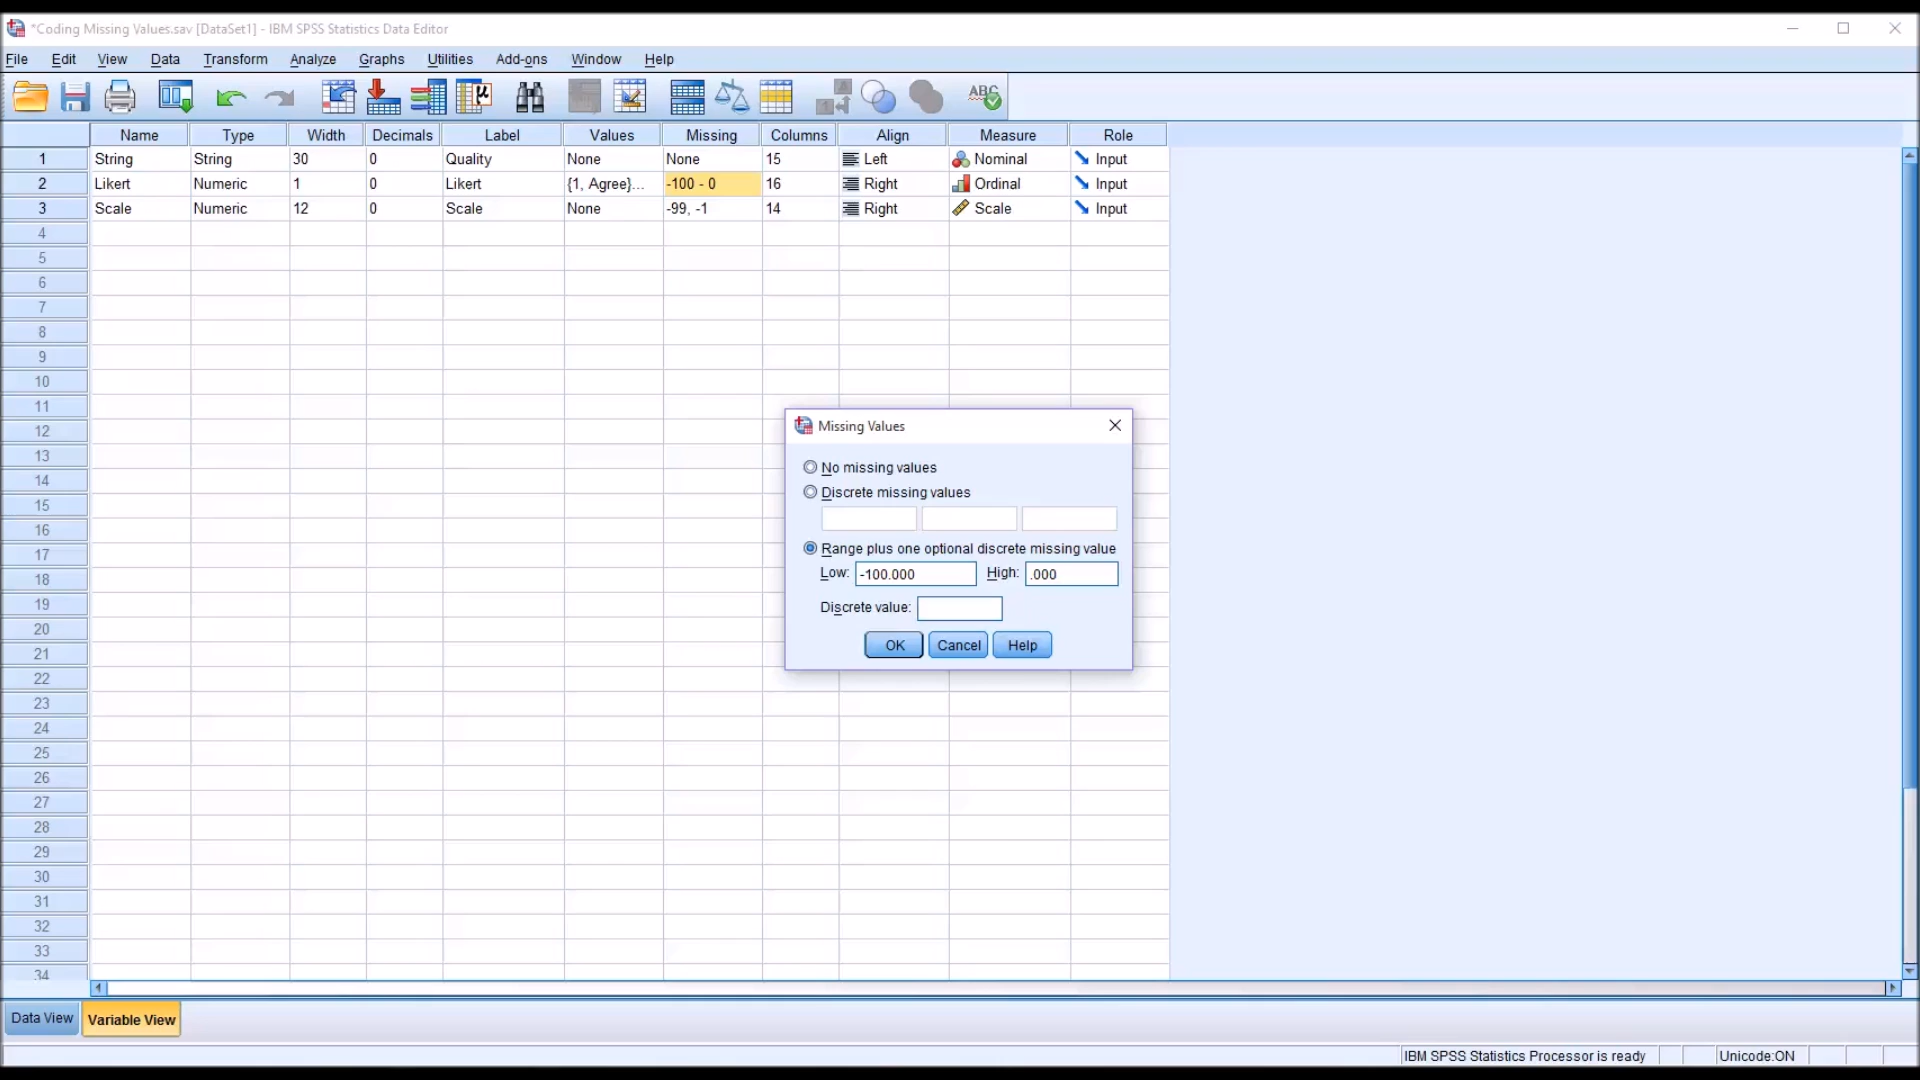 *Coding Missing Values.sav [DataSet1] - IBM SPSS Statistics Data Editor
File Edit View Data Transform Analyze Graphs Utilities Add-ons Window Help
Name Type Width Decimals Label Values Missing Columns Align Measure Role
1 String String 30 0 Quality None None 15 Left Nominal Input
2 Likert Numeric 1 0 Likert {1, Agree}... -100 - 0 16 Right Ordinal Input
3 Scale Numeric 12 0 Scale None -99, -1 14 Right Scale Input
4
5
6
7
8
9
10
11
12
13
14
15
16
17
18
19
20
21
22
23
24
25
26
27
28
29
30
31
32
33
34
Missing Values
No missing values
Discrete missing values
Range plus one optional discrete missing value
Low: -100.000 High: .000
Discrete value:
OK Cancel Help
Data View Variable View
IBM SPSS Statistics Processor is ready Unicode:ON